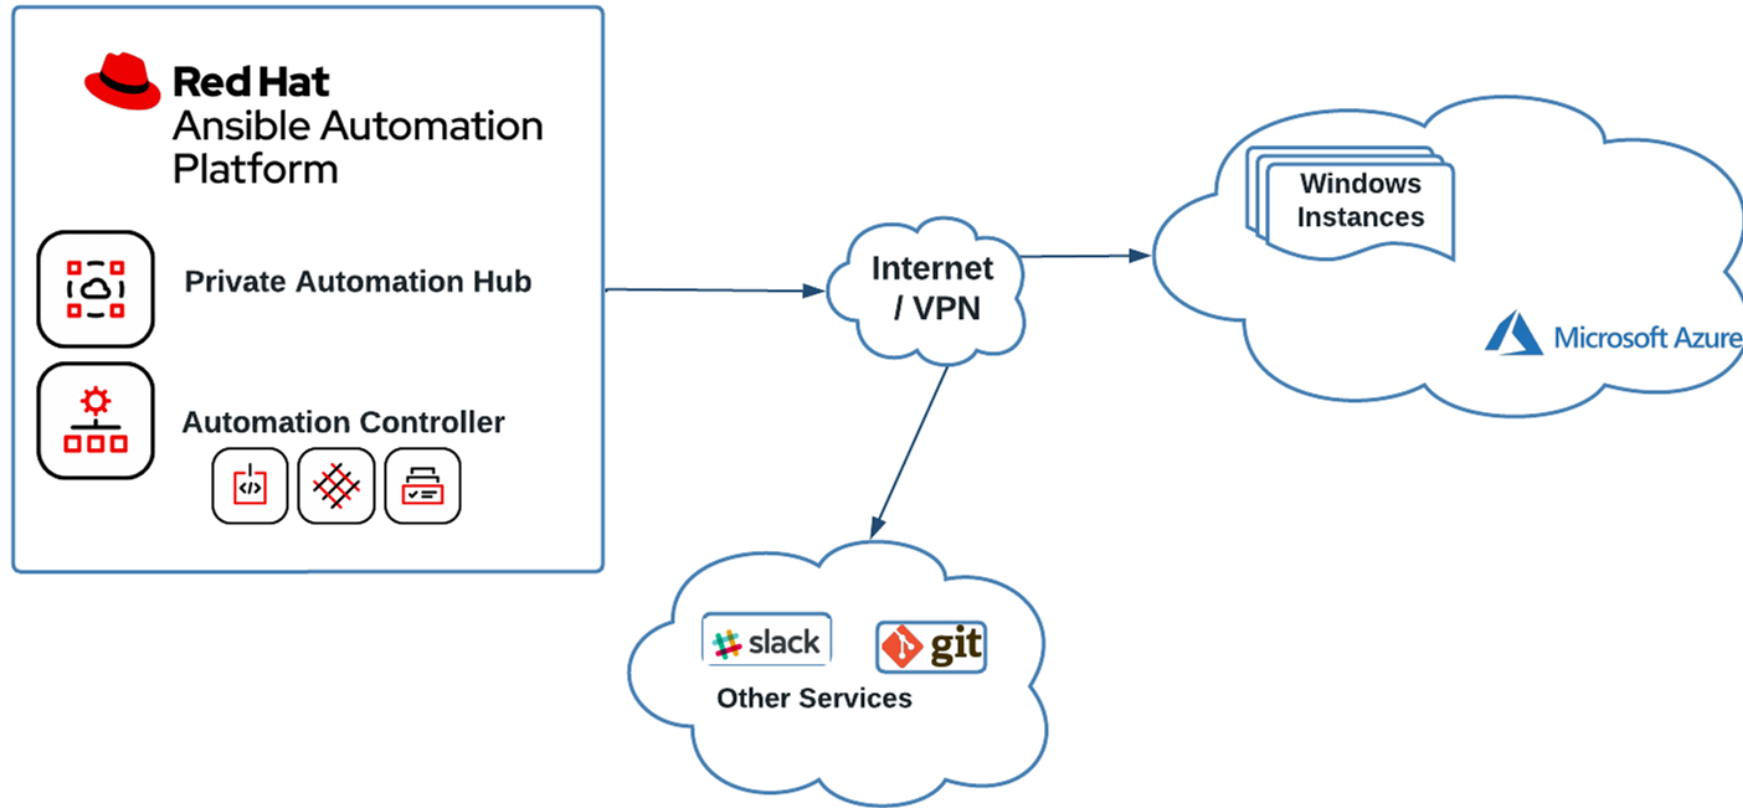 Red Hat
Ansible Automation
Platform
Private Automation Hub
Automation Controller
</>
Internet
/ VPN
Windows
Instances
Microsoft Azure
slack
git
Other Services